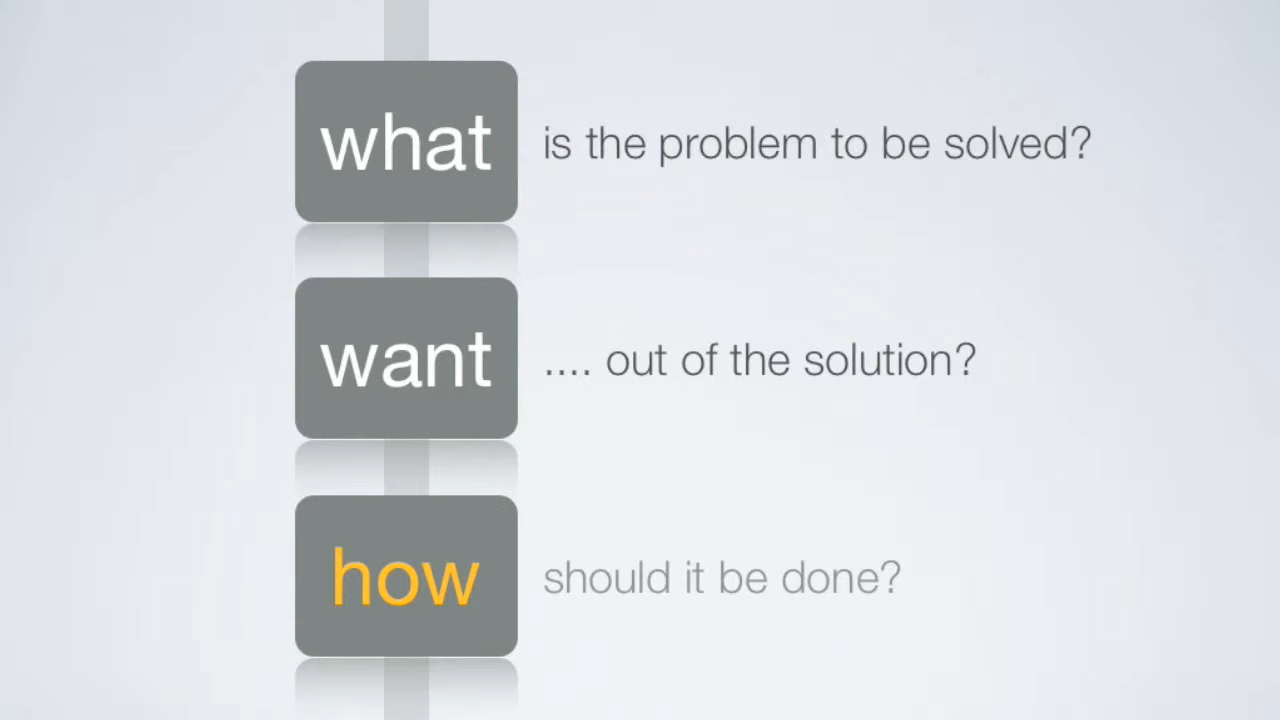 what is the problem to be solved?
want .... out of the solution?
how should it be done?